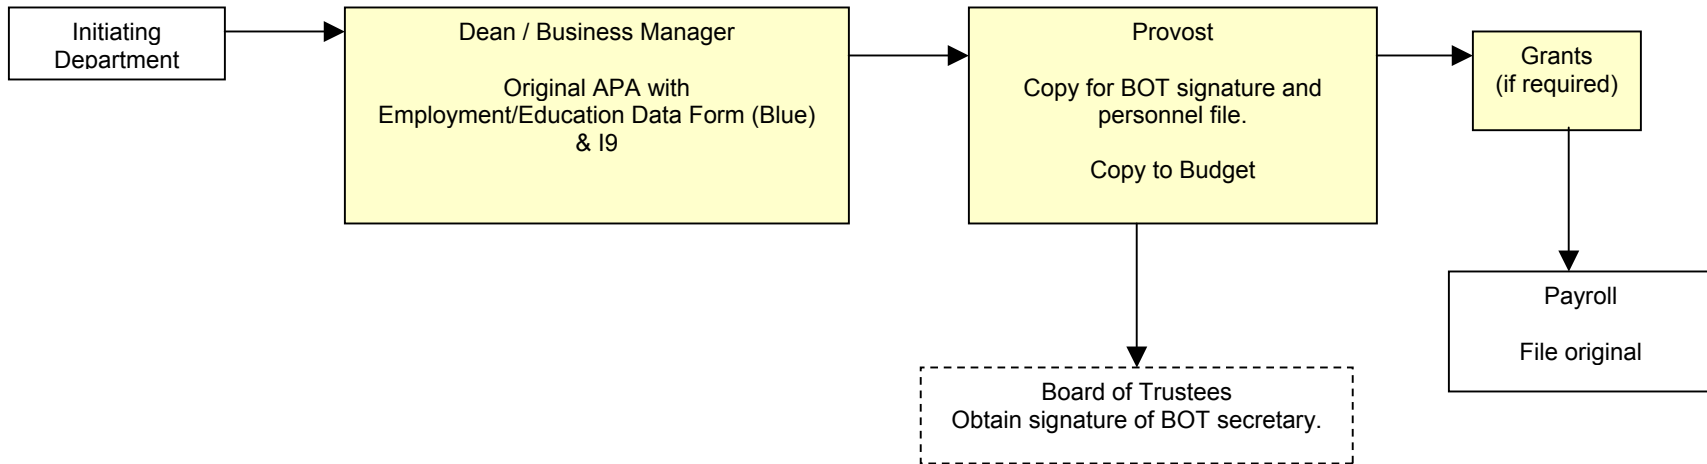 Initiating
Department
Dean / Business Manager
Original APA with
Employment/Education Data Form (Blue)
& I9
Provost
Copy for BOT signature and
personnel file.
Copy to Budget
Grants
(if required)
Payroll
File original
Board of Trustees
Obtain signature of BOT secretary.